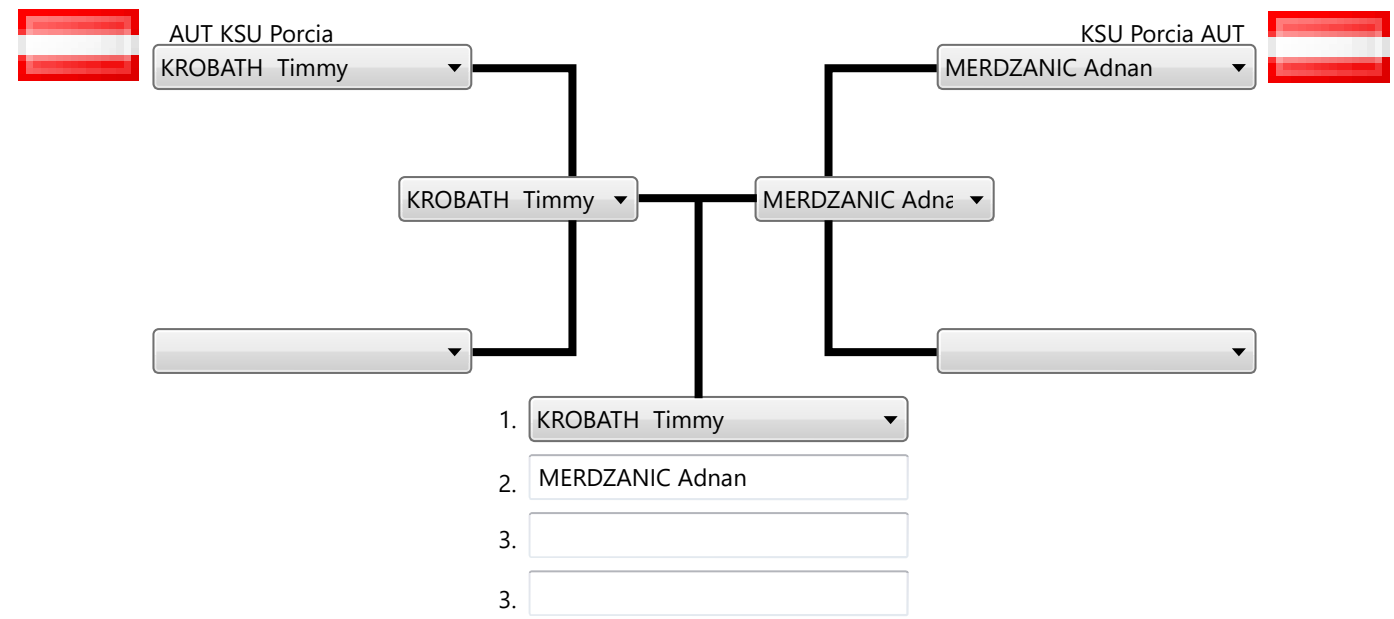 AUT KSU Porcia
KSU Porcia AUT
KROBATH  Timmy
MERDZANIC Adnan
KROBATH  Timmy
MERDZANIC Adna
1. KROBATH  Timmy
2. MERDZANIC Adnan
3.
3.